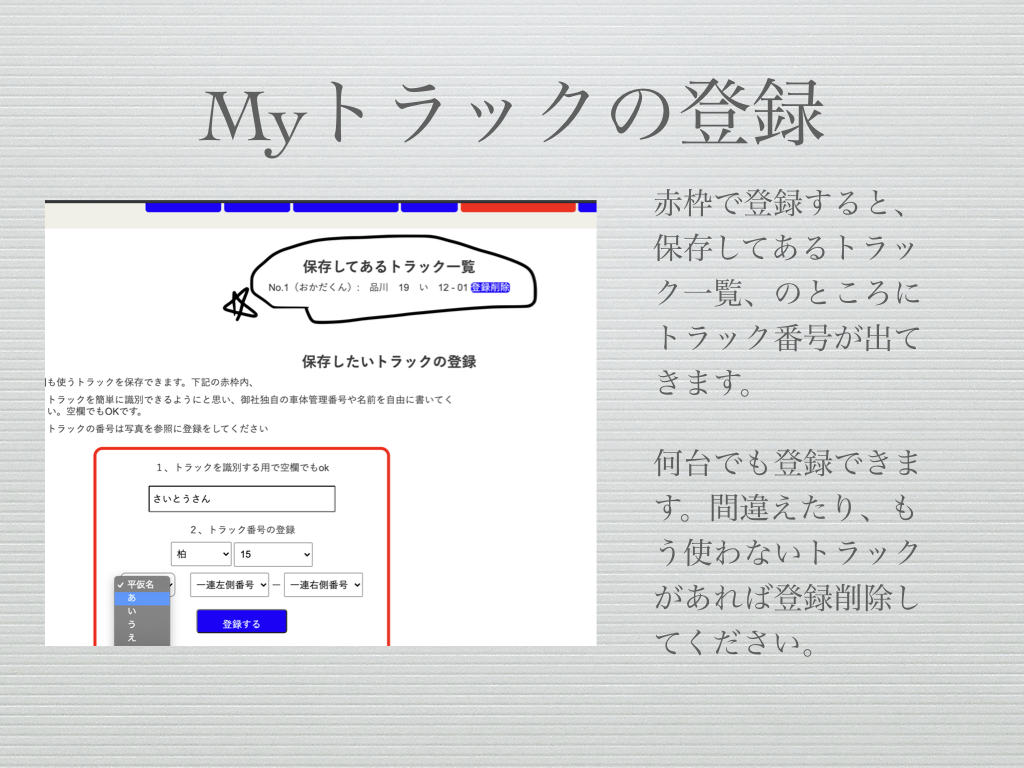 Myトラックの登録
保存してあるトラック一覧
No.1（おかだくん）: 品川 19 い 12 - 01 登録削除
保存したいトラックの登録
も使うトラックを保存できます。下記の赤枠内、
トラックを簡単に識別できるようにと思い、御社独自の車体管理番号や名前を自由に書いてく
い。空欄でもOKです。
トラックの番号は写真を参照に登録をしてください
１、トラックを識別する用で空欄でもok
さいとうさん
２、トラック番号の登録
柏 15
✓ 平仮名 一連左側番号 － 一連右側番号
あ
い
う
え
登録する
赤枠で登録すると、
保存してあるトラッ
ク一覧、のところに
トラック番号が出て
きます。
何台でも登録できま
す。間違えたり、も
う使わないトラック
があれば登録削除し
てください。